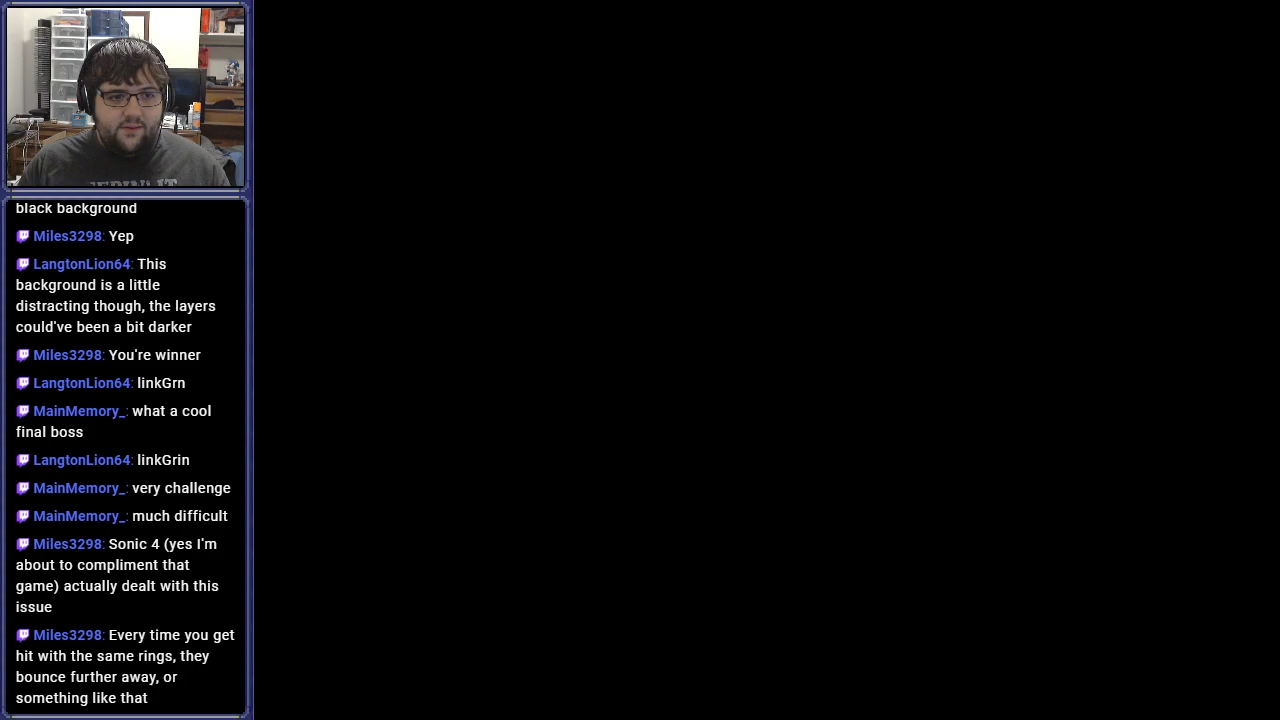 black background
Miles3298: Yep
LangtonLion64: This
background is a little
distracting though, the layers
could've been a bit darker
Miles3298: You're winner
LangtonLion64: linkGrn
MainMemory_: what a cool
final boss
LangtonLion64: linkGrin
MainMemory_: very challenge
MainMemory_: much difficult
Miles3298: Sonic 4 (yes I'm
about to compliment that
game) actually dealt with this
issue
Miles3298: Every time you get
hit with the same rings, they
bounce further away, or
something like that